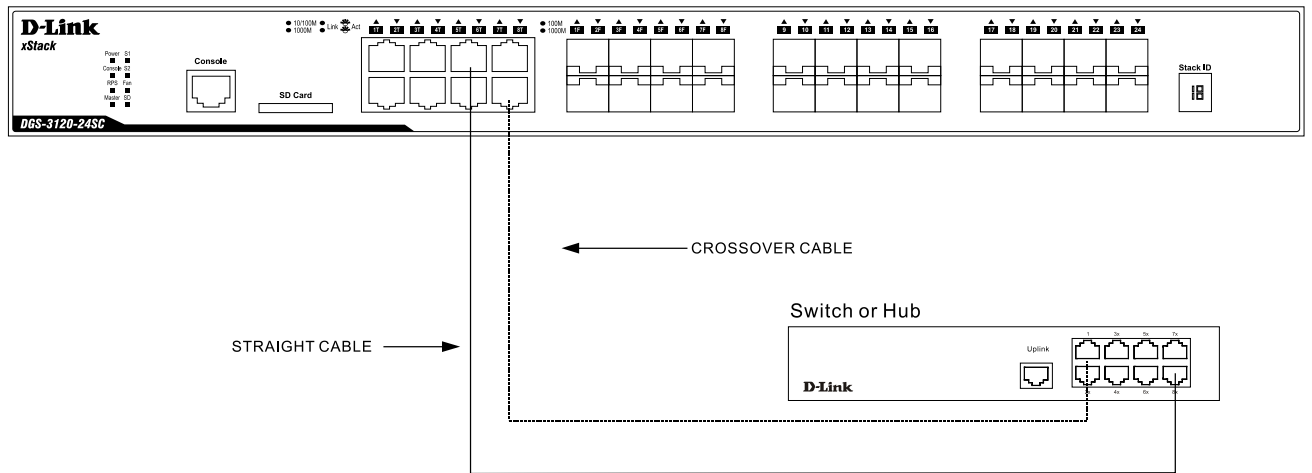 D-Link
xStack
Power S1
Console S2
RPS Fan
Master SD
DGS-3120-24SC
Console
SD Card
10/100M
1000M
Link
Act
1T 2T 3T 4T 5T 6T 7T 8T
100M
1000M
1F 2F 3F 4F 5F 6F 7F 8F
9 10 11 12 13 14 15 16
17 18 19 20 21 22 23 24
Stack ID
CROSSOVER CABLE
STRAIGHT CABLE
Switch or Hub
Uplink
1 3x 5x 7x
D-Link
4x 6x 8x